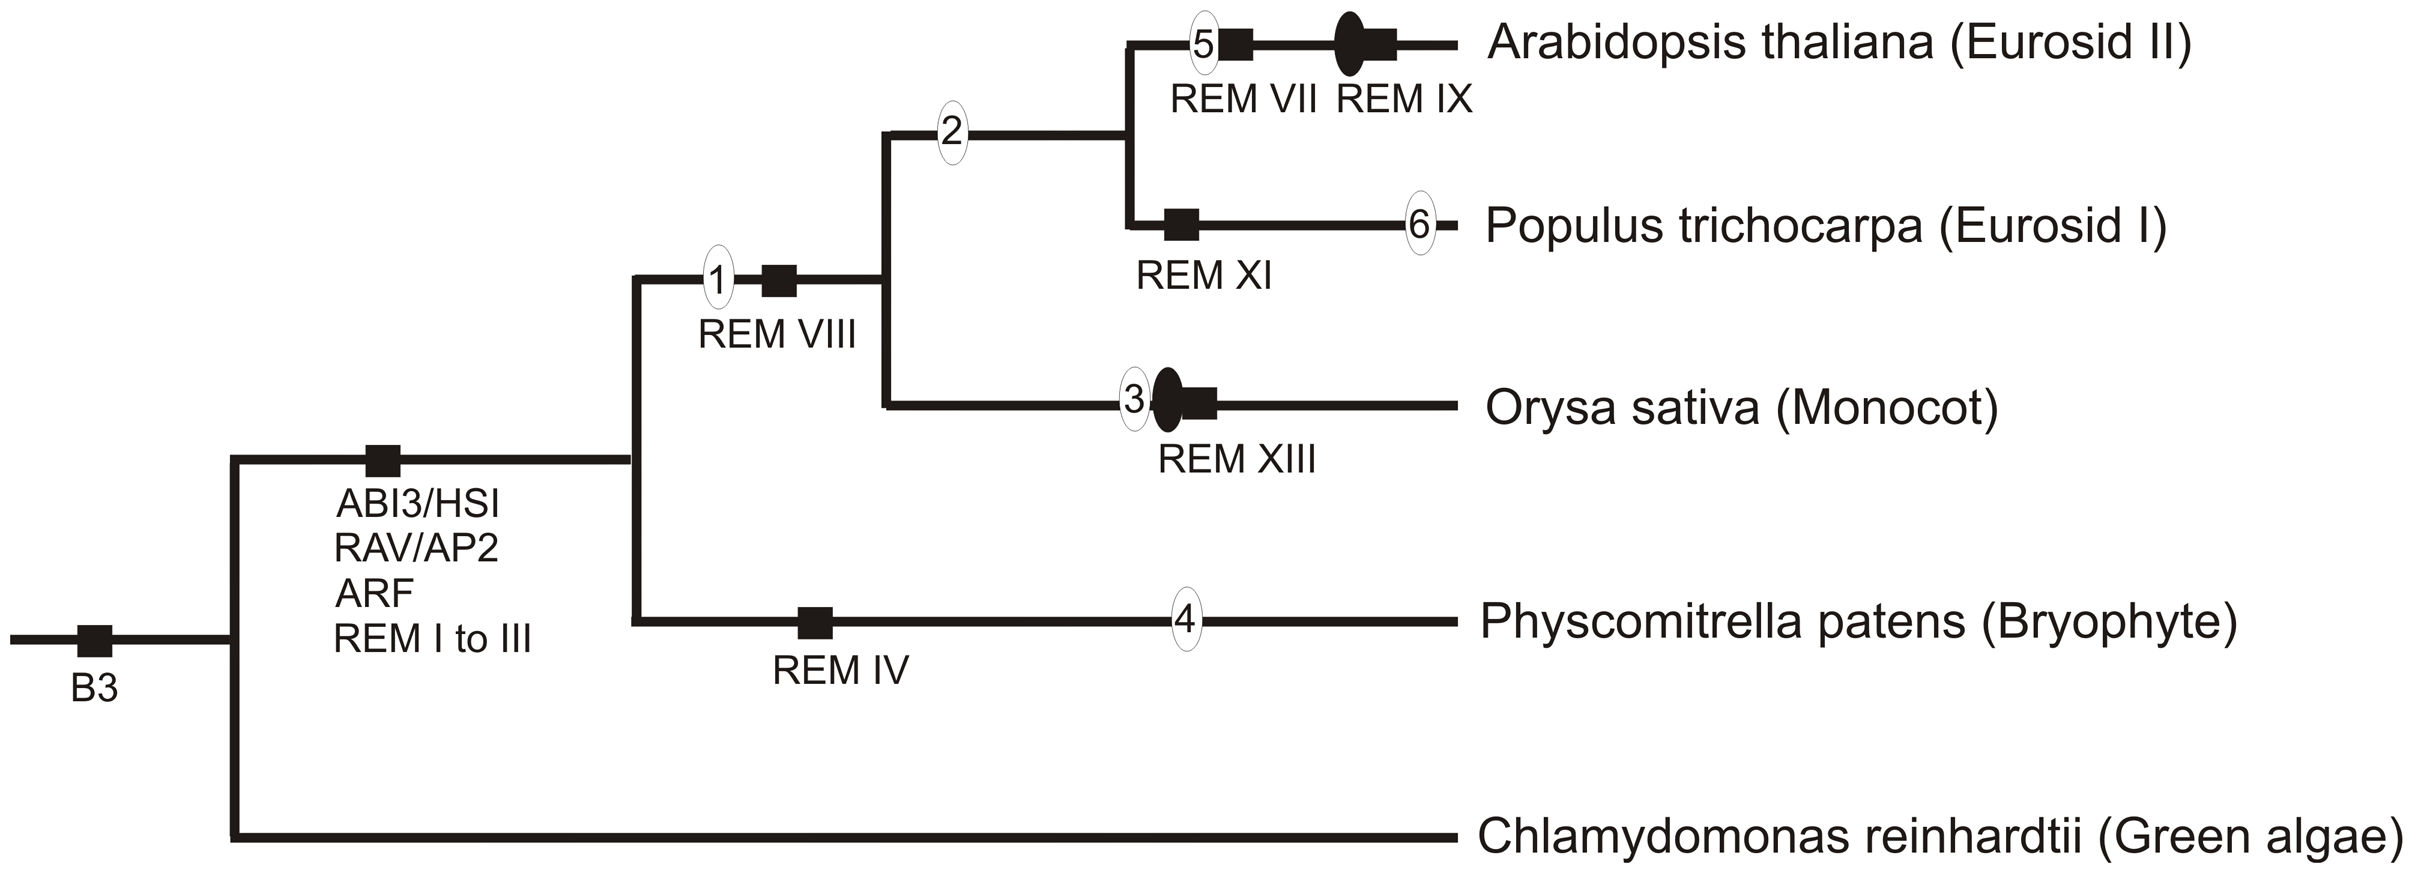 5
Arabidopsis thaliana (Eurosid II)
REM VII
REM IX
2
6
Populus trichocarpa (Eurosid I)
REM XI
1
REM VIII
3
Orysa sativa (Monocot)
REM XIII
ABI3/HSI
RAV/AP2
ARF
REM I to III
4
Physcomitrella patens (Bryophyte)
REM IV
B3
Chlamydomonas reinhardtii (Green algae)